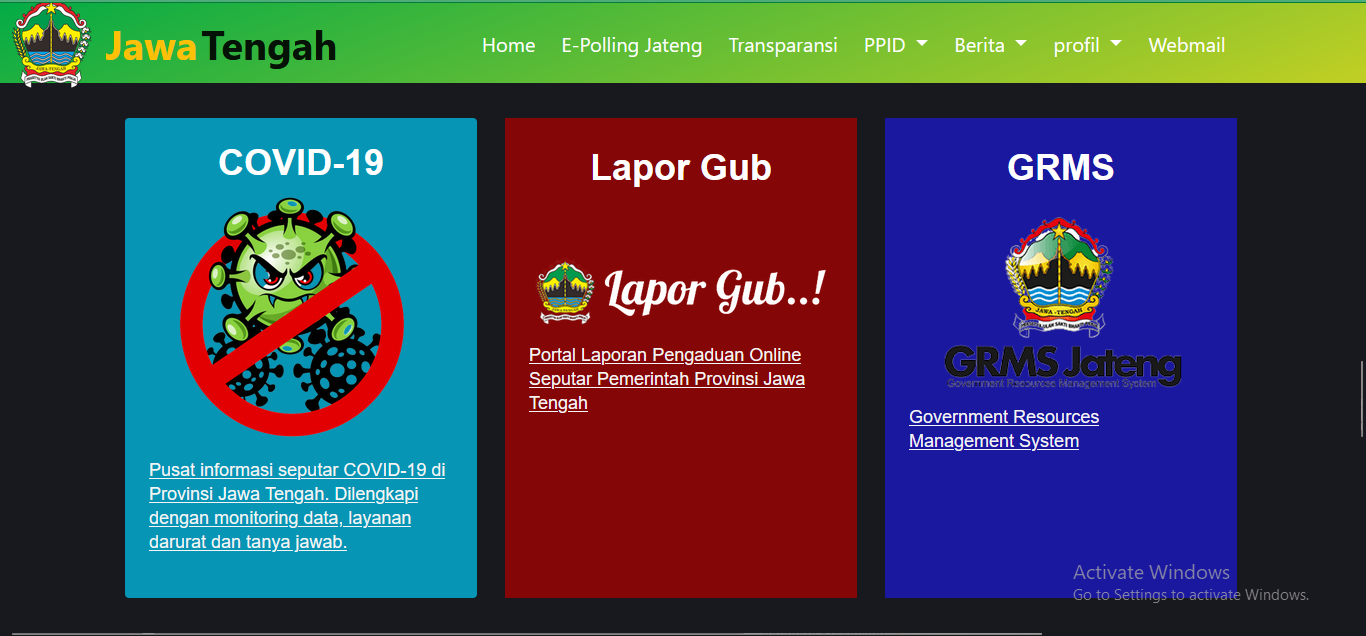 Jawa Tengah
Home E-Polling Jateng Transparansi PPID Berita profil Webmail
COVID-19
Pusat informasi seputar COVID-19 di
Provinsi Jawa Tengah. Dilengkapi
dengan monitoring data, layanan
darurat dan tanya jawab.
Lapor Gub
Lapor Gub..!
Portal Laporan Pengaduan Online
Seputar Pemerintah Provinsi Jawa
Tengah
GRMS
JAWA - TENGAH
GRMS Jateng
Government Resources Management System
Government Resources
Management System
Activate Windows
Go to Settings to activate Windows.